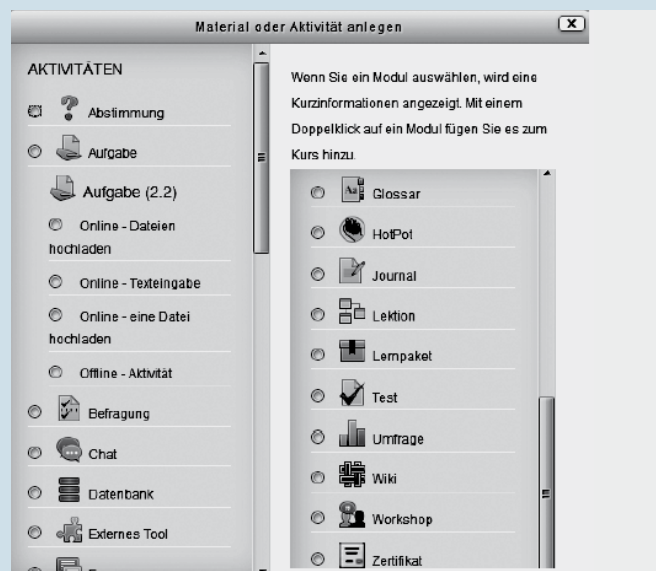 Material oder Aktivität anlegen
AKTIVITÄTEN
Abstimmung
Aufgabe
Aufgabe (2.2)
Online - Dateien
hochladen
Online - Texteingabe
Online - eine Datei
hochladen
Offline - Aktivität
Befragung
Chat
Datenbank
Externes Tool
Wenn Sie ein Modul auswählen, wird eine
Kurzinformationen angezeigt. Mit einem
Doppelklick auf ein Modul fügen Sie es zum
Kurs hinzu.
Glossar
HotPot
Journal
Lektion
Lernpaket
Test
Umfrage
Wiki
Workshop
Zertifikat